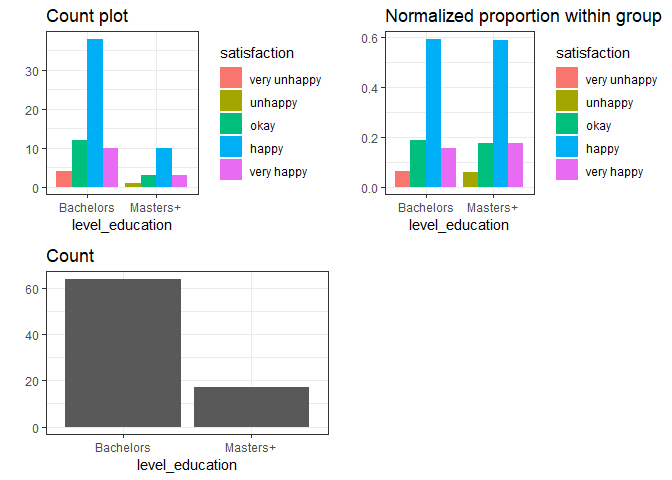 Count plot
30
20
10
0
Bachelors Masters+
level_education
satisfaction
very unhappy
unhappy
okay
happy
very happy
Normalized proportion within group
0.6
0.4
0.2
0.0
Bachelors Masters+
level_education
satisfaction
very unhappy
unhappy
okay
happy
very happy
Count
60
40
20
0
Bachelors Masters+
level_education